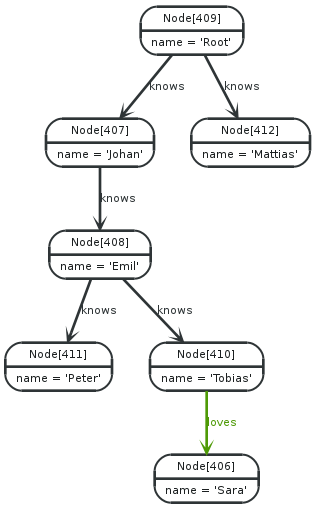 Node[409]
name = 'Root'
knows
knows
Node[407]
name = 'Johan'
Node[412]
name = 'Mattias'
knows
Node[408]
name = 'Emil'
knows
knows
Node[411]
name = 'Peter'
Node[410]
name = 'Tobias'
loves
Node[406]
name = 'Sara'